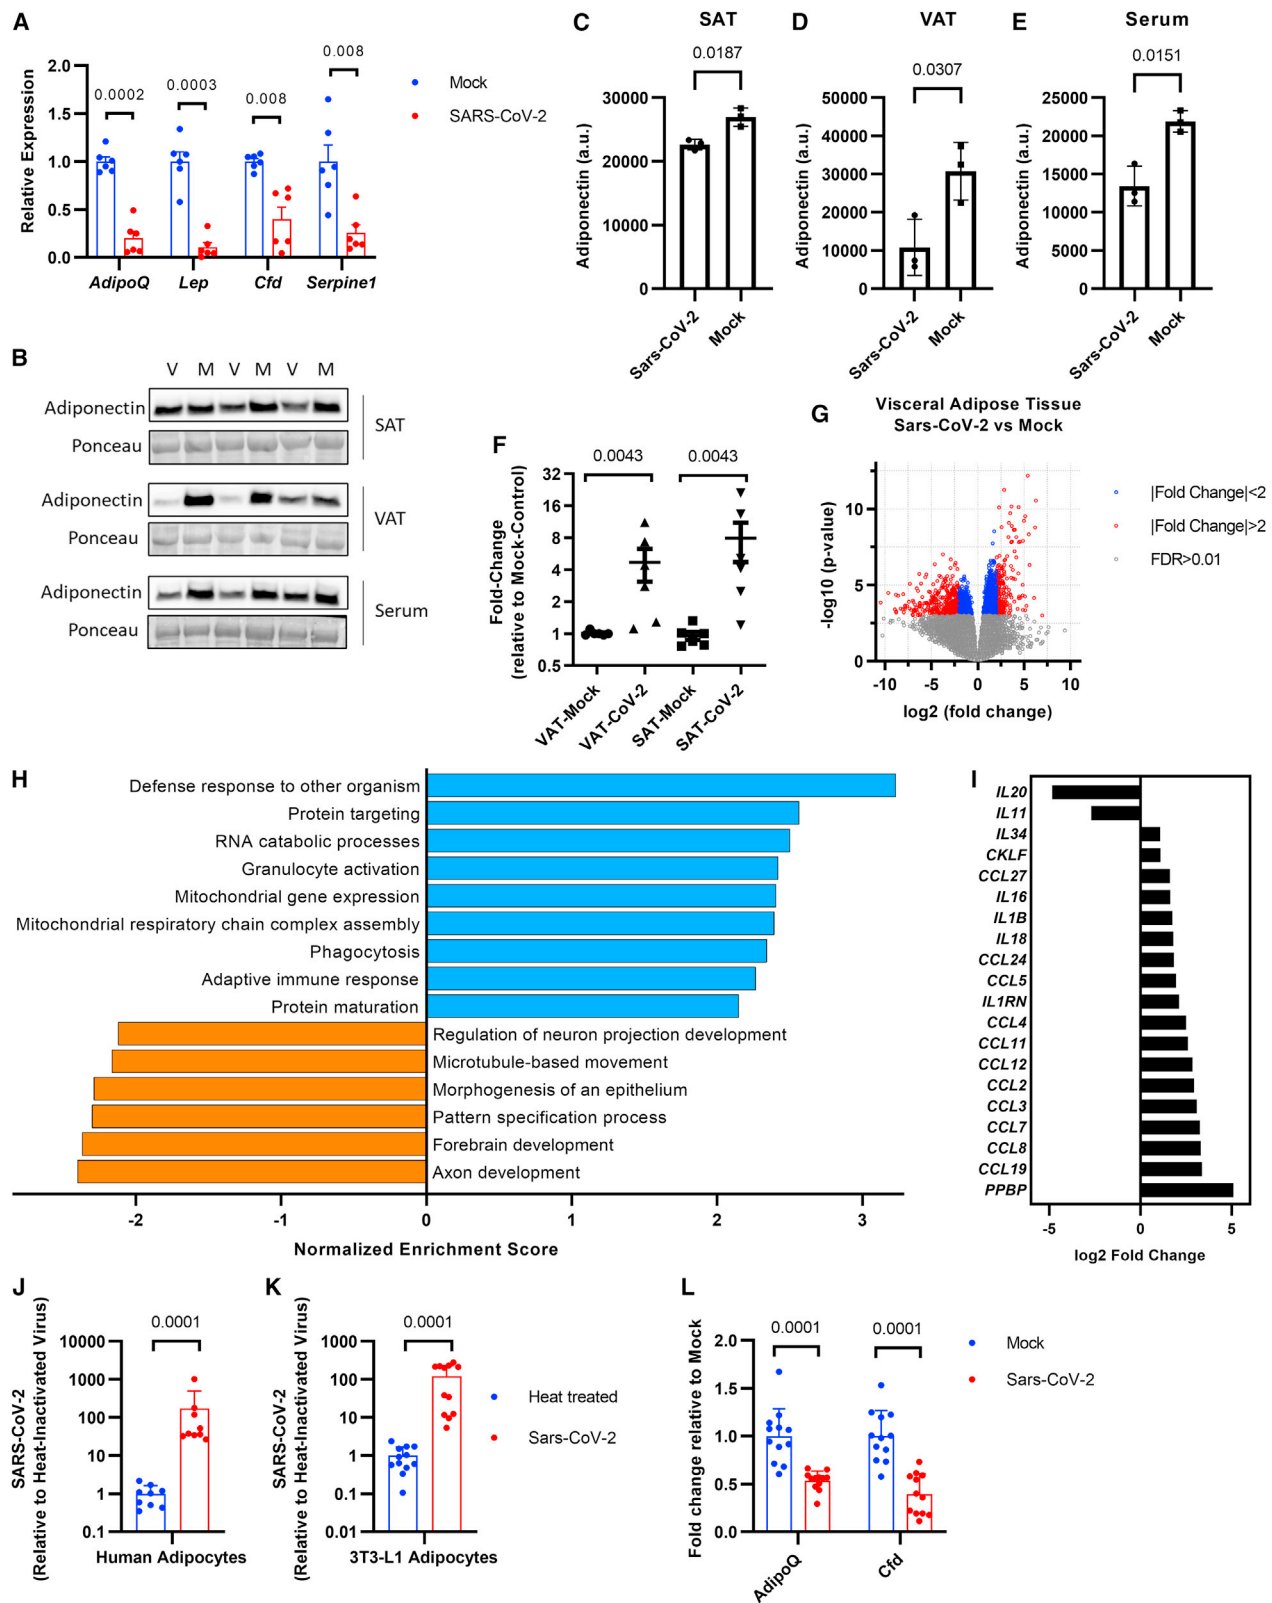 A
0.0002
0.0003
0.008
0.008
Relative Expression
2.0
1.5
1.0
0.5
0.0
AdipoQ
Lep
Cfd
Serpine1
Mock
SARS-CoV-2
B
V M V M V M
Adiponectin
Ponceau
SAT
Adiponectin
Ponceau
VAT
Adiponectin
Ponceau
Serum
C
SAT
0.0187
Adiponectin (a.u.)
30000
20000
10000
0
Sars-CoV-2
Mock
D
VAT
0.0307
Adiponectin (a.u.)
50000
40000
30000
20000
10000
0
Sars-CoV-2
Mock
E
Serum
0.0151
Adiponectin (a.u.)
25000
20000
15000
10000
5000
0
Sars-CoV-2
Mock
F
0.0043
0.0043
Fold-Change
(relative to Mock-Control)
32
16
8
4
2
1
0.5
VAT-Mock
VAT-CoV-2
SAT-Mock
SAT-CoV-2
G
Visceral Adipose Tissue
Sars-CoV-2 vs Mock
-log10 (p-value)
10
5
0
-10
-5
0
5
10
log2 (fold change)
|Fold Change|<2
|Fold Change|>2
FDR>0.01
H
Defense response to other organism
Protein targeting
RNA catabolic processes
Granulocyte activation
Mitochondrial gene expression
Mitochondrial respiratory chain complex assembly
Phagocytosis
Adaptive immune response
Protein maturation
Regulation of neuron projection development
Microtubule-based movement
Morphogenesis of an epithelium
Pattern specification process
Forebrain development
Axon development
-2
-1
0
1
2
3
Normalized Enrichment Score
I
IL20
IL11
IL34
CKLF
CCL27
IL16
IL1B
IL18
CCL24
CCL5
IL1RN
CCL4
CCL11
CCL12
CCL2
CCL3
CCL7
CCL8
CCL19
PPBP
-5
0
5
log2 Fold Change
J
0.0001
SARS-CoV-2
(Relative to Heat-Inactivated Virus)
10000
1000
100
10
1
0.1
Human Adipocytes
K
0.0001
SARS-CoV-2
(Relative to Heat-Inactivated Virus)
1000
100
10
1
0.1
0.01
3T3-L1 Adipocytes
Heat treated
Sars-CoV-2
L
0.0001
0.0001
Fold change relative to Mock
2.0
1.5
1.0
0.5
0.0
AdipoQ
Cfd
Mock
Sars-CoV-2